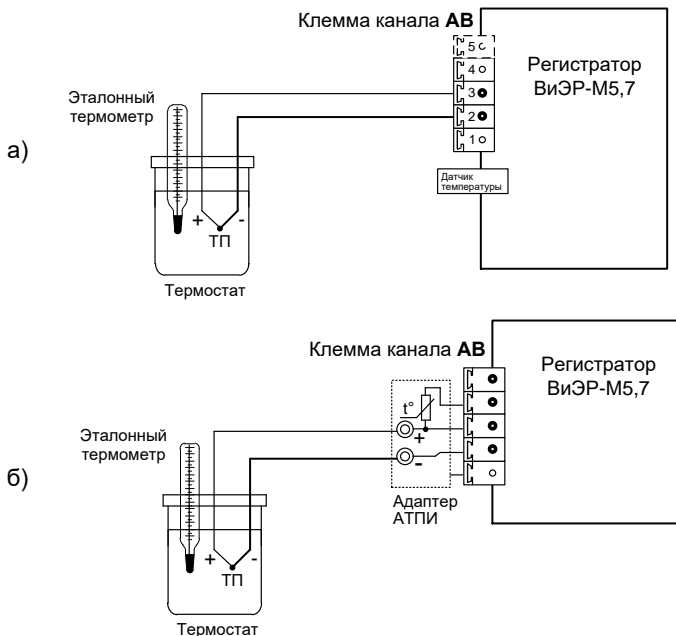 Клемма канала АВ
5
4
3
2
1
Регистратор
ВиЭР-М5,7
Эталонный
термометр
а)
Датчик
температуры
+ -
ТП
Термостат
Клемма канала АВ
Регистратор
ВиЭР-М5,7
t°
Эталонный
термометр
+
-
б)
Адаптер
АТПИ
+ -
ТП
Термостат